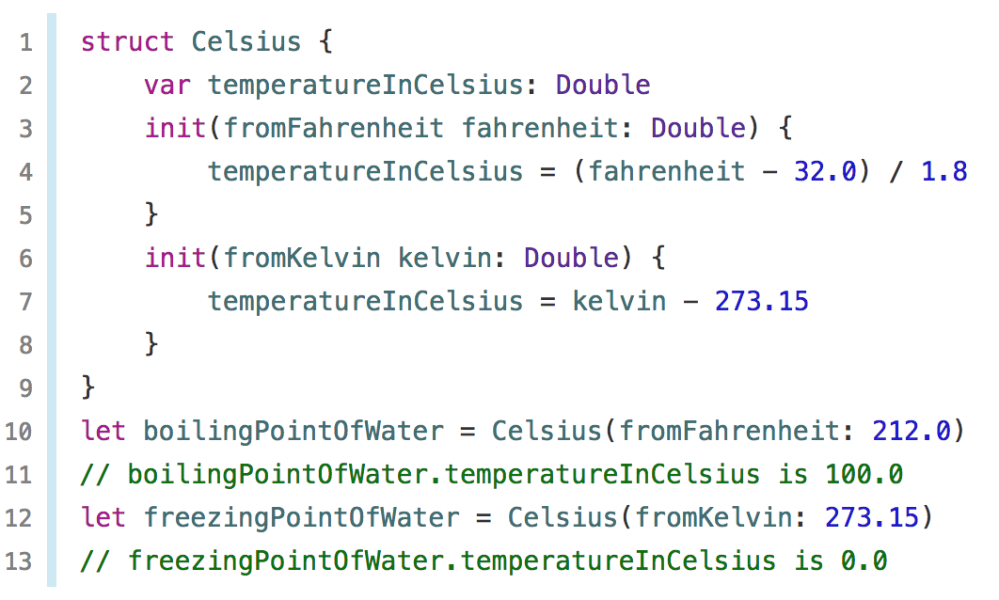 1 struct Celsius {
2     var temperatureInCelsius: Double
3     init(fromFahrenheit fahrenheit: Double) {
4         temperatureInCelsius = (fahrenheit - 32.0) / 1.8
5     }
6     init(fromKelvin kelvin: Double) {
7         temperatureInCelsius = kelvin - 273.15
8     }
9 }
10 let boilingPointOfWater = Celsius(fromFahrenheit: 212.0)
11 // boilingPointOfWater.temperatureInCelsius is 100.0
12 let freezingPointOfWater = Celsius(fromKelvin: 273.15)
13 // freezingPointOfWater.temperatureInCelsius is 0.0